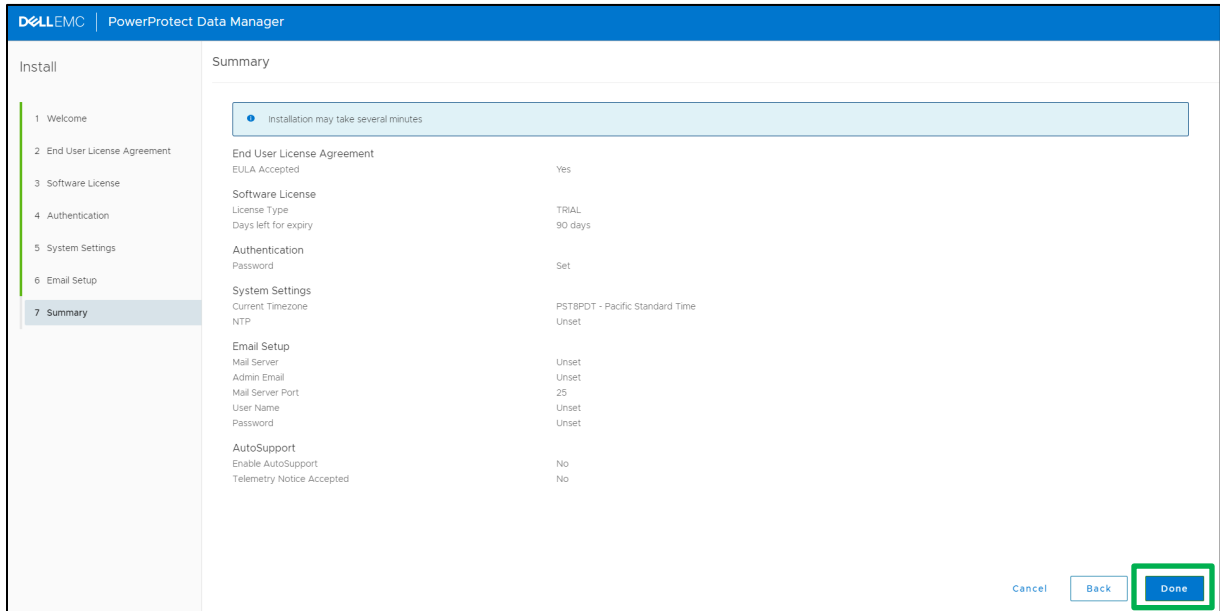 DELLEMC | PowerProtect Data Manager
Install
1 Welcome
2 End User License Agreement
3 Software License
4 Authentication
5 System Settings
6 Email Setup
7 Summary
Summary
Installation may take several minutes
End User License Agreement
EULA Accepted Yes
Software License
License Type TRIAL
Days left for expiry 90 days
Authentication
Password Set
System Settings
Current Timezone PST8PDT - Pacific Standard Time
NTP Unset
Email Setup
Mail Server Unset
Admin Email Unset
Mail Server Port 25
User Name Unset
Password Unset
AutoSupport
Enable AutoSupport No
Telemetry Notice Accepted No
Cancel Back Done